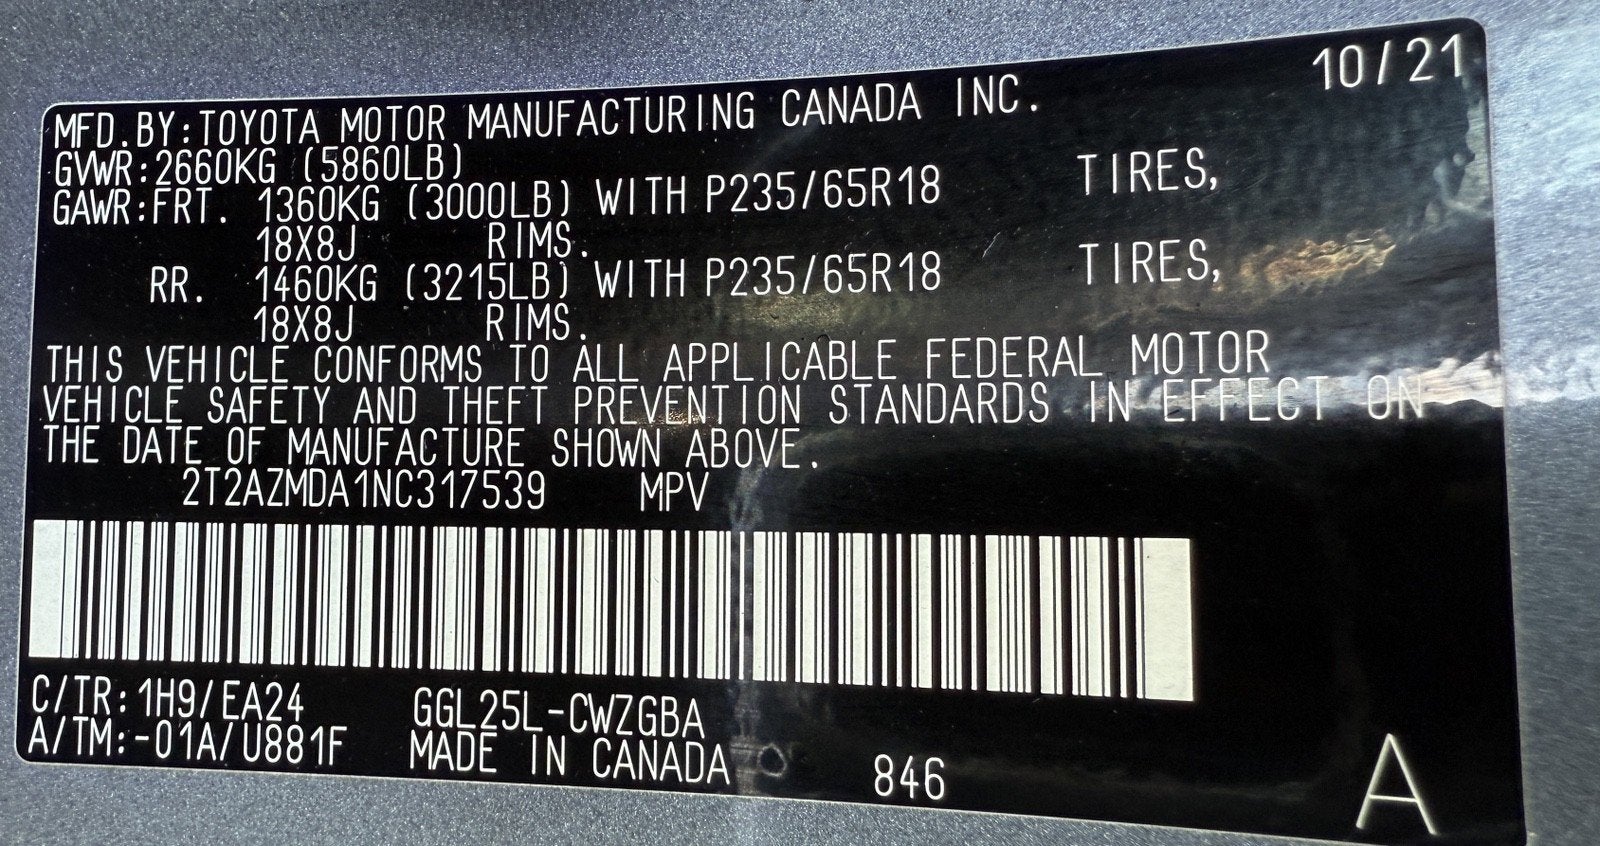 10/21
MFD.BY:TOYOTA MOTOR MANUFACTURING CANADA INC.
GVWR:2660KG (5860LB)
GAWR:FRT. 1360KG (3000LB) WITH P235/65R18 TIRES,
18X8J RIMS.
RR. 1460KG (3215LB) WITH P235/65R18 TIRES,
18X8J RIMS.
THIS VEHICLE CONFORMS TO ALL APPLICABLE FEDERAL MOTOR
VEHICLE SAFETY AND THEFT PREVENTION STANDARDS IN EFFECT ON
THE DATE OF MANUFACTURE SHOWN ABOVE.
2T2AZMDA1NC317539 MPV
C/TR:1H9/EA24 GGL25L-CWZGBA
A/TM:-01A/U881F MADE IN CANADA 846 A